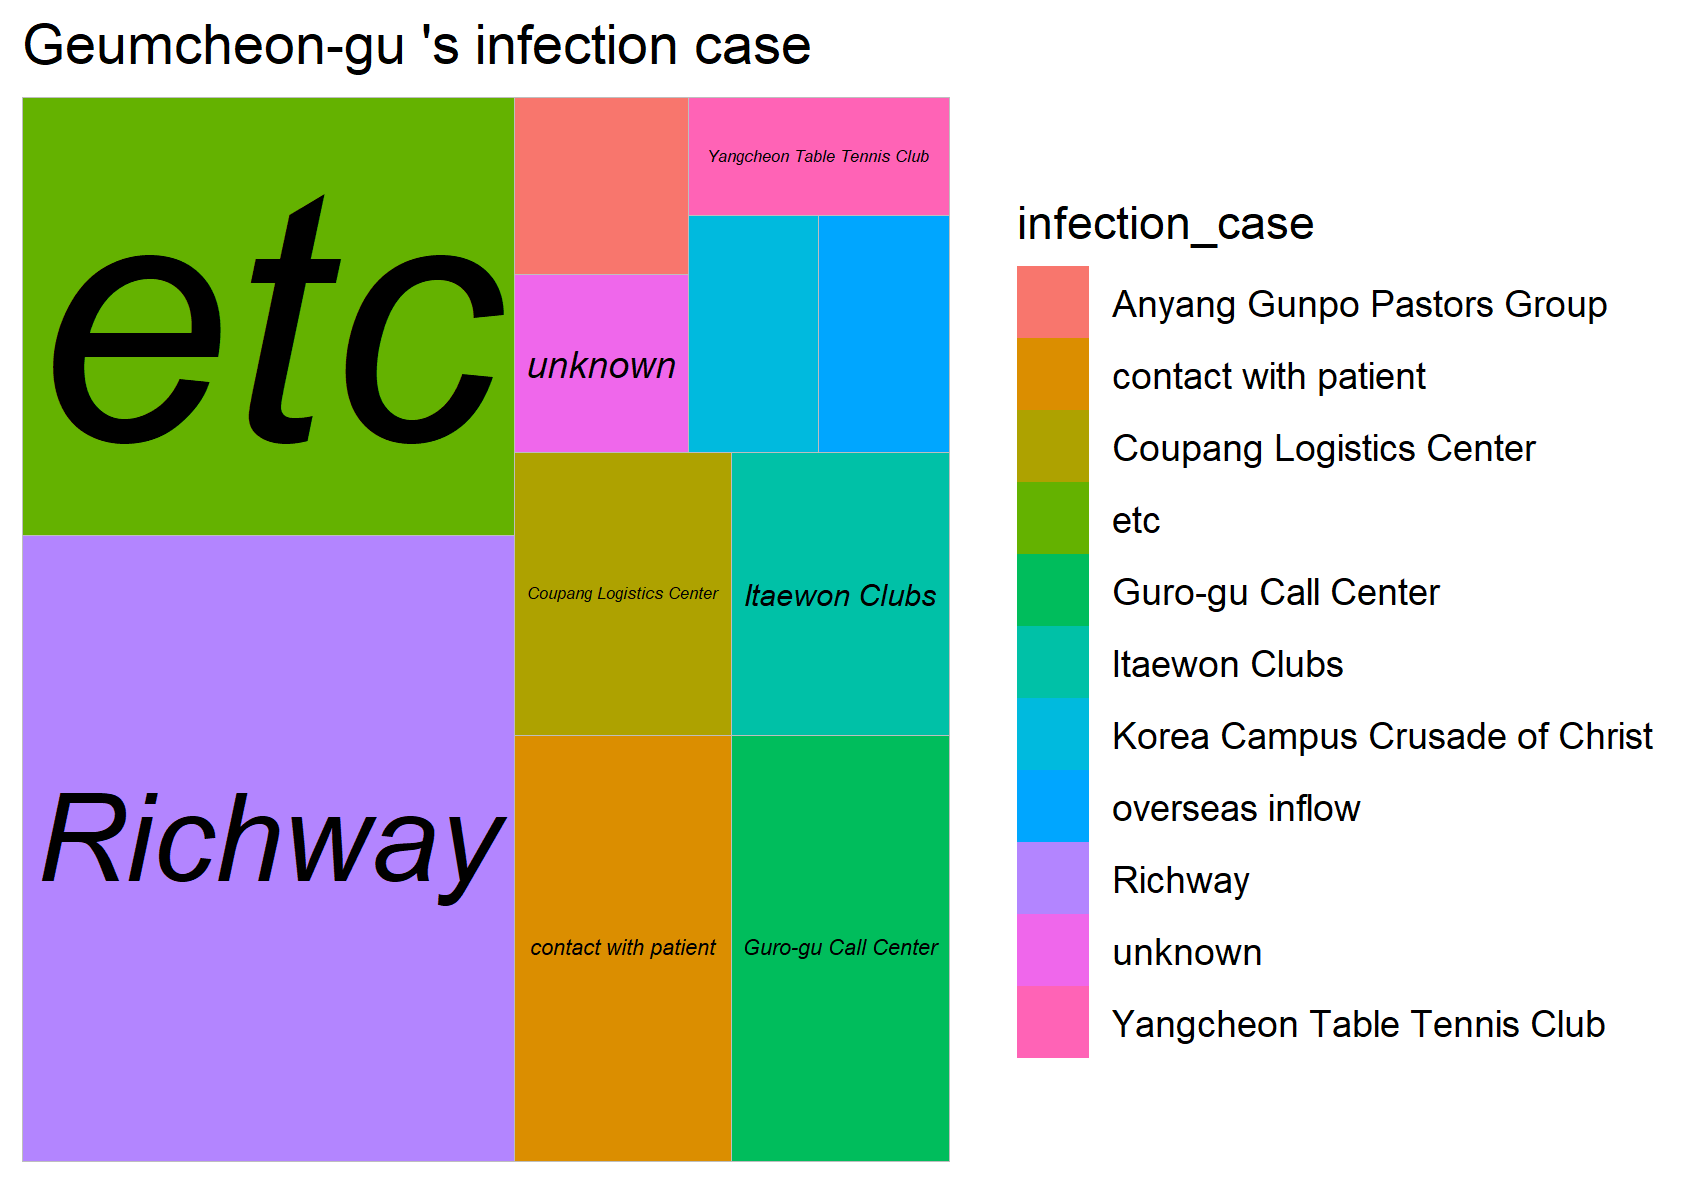 Geumcheon-gu 's infection case
etc
Yangcheon Table Tennis Club
unknown
Coupang Logistics Center
Itaewon Clubs
Richway
contact with patient
Guro-gu Call Center
infection_case
Anyang Gunpo Pastors Group
contact with patient
Coupang Logistics Center
etc
Guro-gu Call Center
Itaewon Clubs
Korea Campus Crusade of Christ
overseas inflow
Richway
unknown
Yangcheon Table Tennis Club